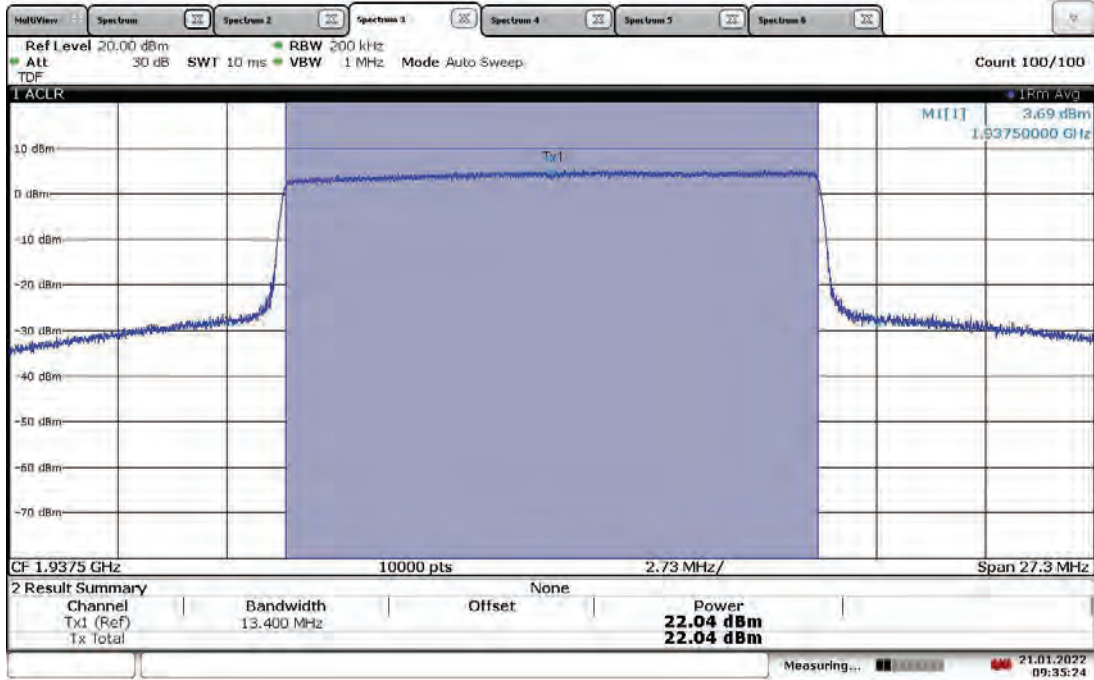 MultiView Spectrum Spectrum 2 Spectrum 3 Spectrum 4 Spectrum 5 Spectrum 6
Ref Level 20.00 dBm RBW 200 kHz
Att 30 dB SWT 10 ms VBW 1 MHz Mode Auto Sweep Count 100/100
TDF
1 ACLR 1Rm Avg
M1[1] 3.69 dBm
1.93750000 GHz
10 dBm
Tx1
0 dBm
-10 dBm
-20 dBm
-30 dBm
-40 dBm
-50 dBm
-60 dBm
-70 dBm
CF 1.9375 GHz 10000 pts 2.73 MHz/ Span 27.3 MHz
2 Result Summary None
Channel Bandwidth Offset Power
Tx1 (Ref) 13.400 MHz 22.04 dBm
Tx Total 22.04 dBm
Measuring... 21.01.2022
09:35:24